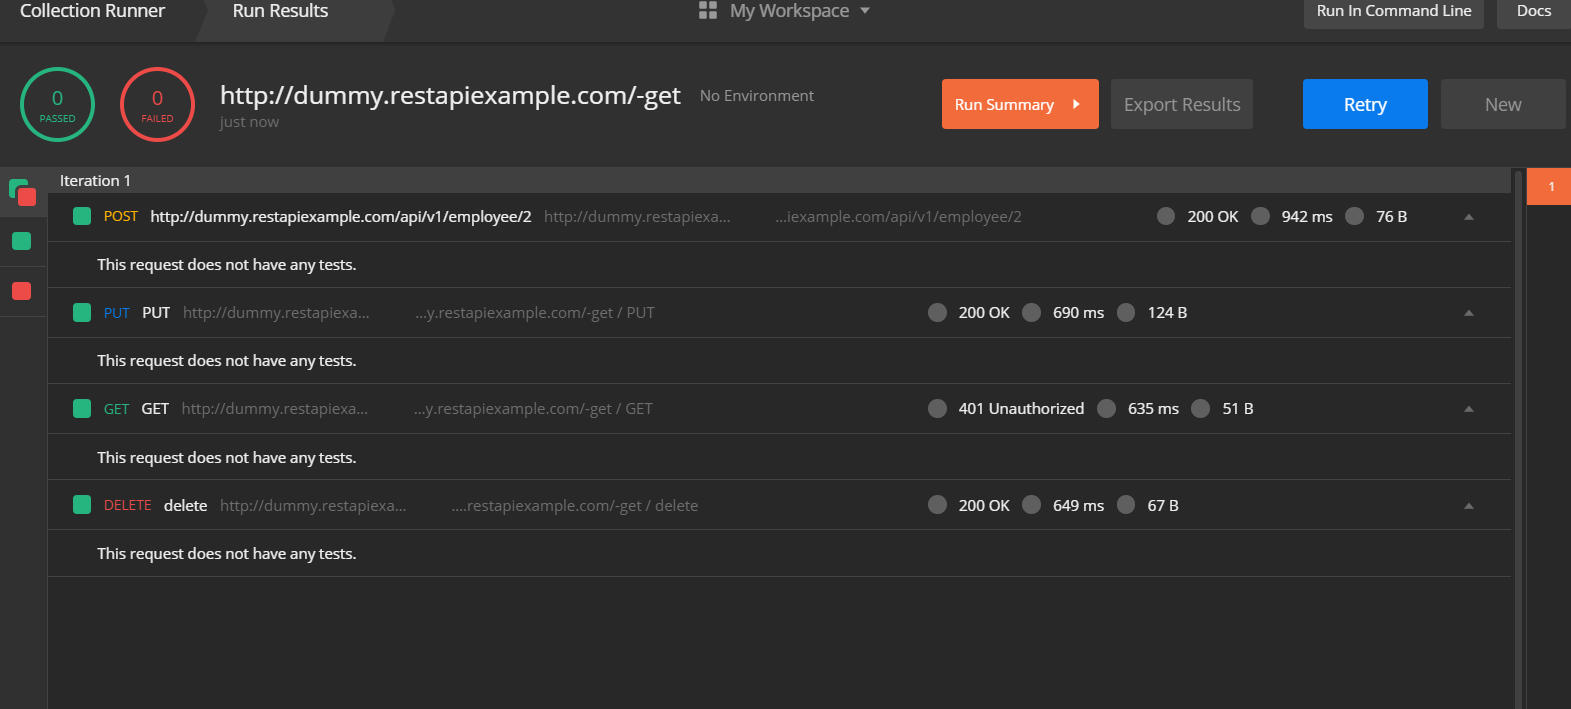 Collection Runner Run Results My Workspace Run In Command Line Docs
0 PASSED 0 FAILED http://dummy.restapiexample.com/-get No Environment Run Summary Export Results Retry New
just now
Iteration 1 1
POST http://dummy.restapiexample.com/api/v1/employee/2 http://dummy.restapiexa... ...iexample.com/api/v1/employee/2 200 OK 942 ms 76 B
This request does not have any tests.
PUT PUT http://dummy.restapiexa... ...y.restapiexample.com/-get / PUT 200 OK 690 ms 124 B
This request does not have any tests.
GET GET http://dummy.restapiexa... ...y.restapiexample.com/-get / GET 401 Unauthorized 635 ms 51 B
This request does not have any tests.
DELETE delete http://dummy.restapiexa... ....restapiexample.com/-get / delete 200 OK 649 ms 67 B
This request does not have any tests.